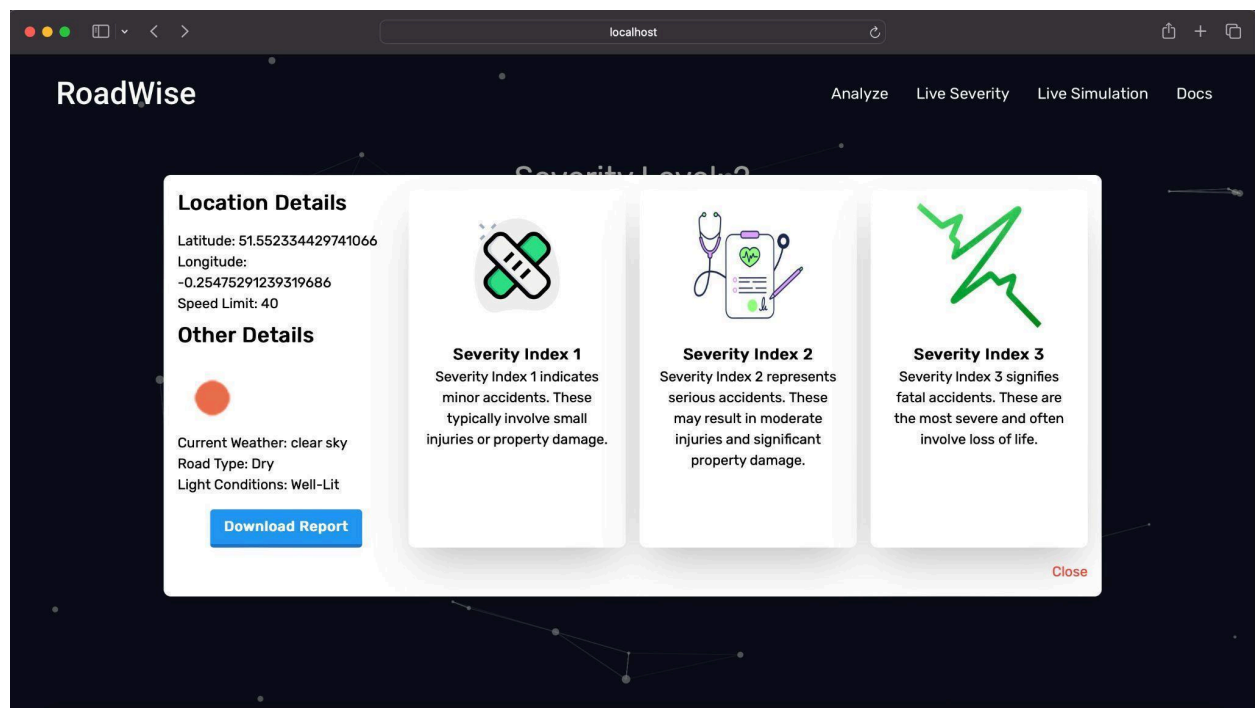 localhost
RoadWise
Analyze Live Severity Live Simulation Docs
Severity Level: 2
Location Details
Latitude: 51.552334429741066
Longitude:
-0.25475291239319686
Speed Limit: 40
Other Details
Current Weather: clear sky
Road Type: Dry
Light Conditions: Well-Lit
Download Report
Severity Index 1
Severity Index 1 indicates
minor accidents. These
typically involve small
injuries or property damage.
Severity Index 2
Severity Index 2 represents
serious accidents. These
may result in moderate
injuries and significant
property damage.
Severity Index 3
Severity Index 3 signifies
fatal accidents. These are
the most severe and often
involve loss of life.
Close